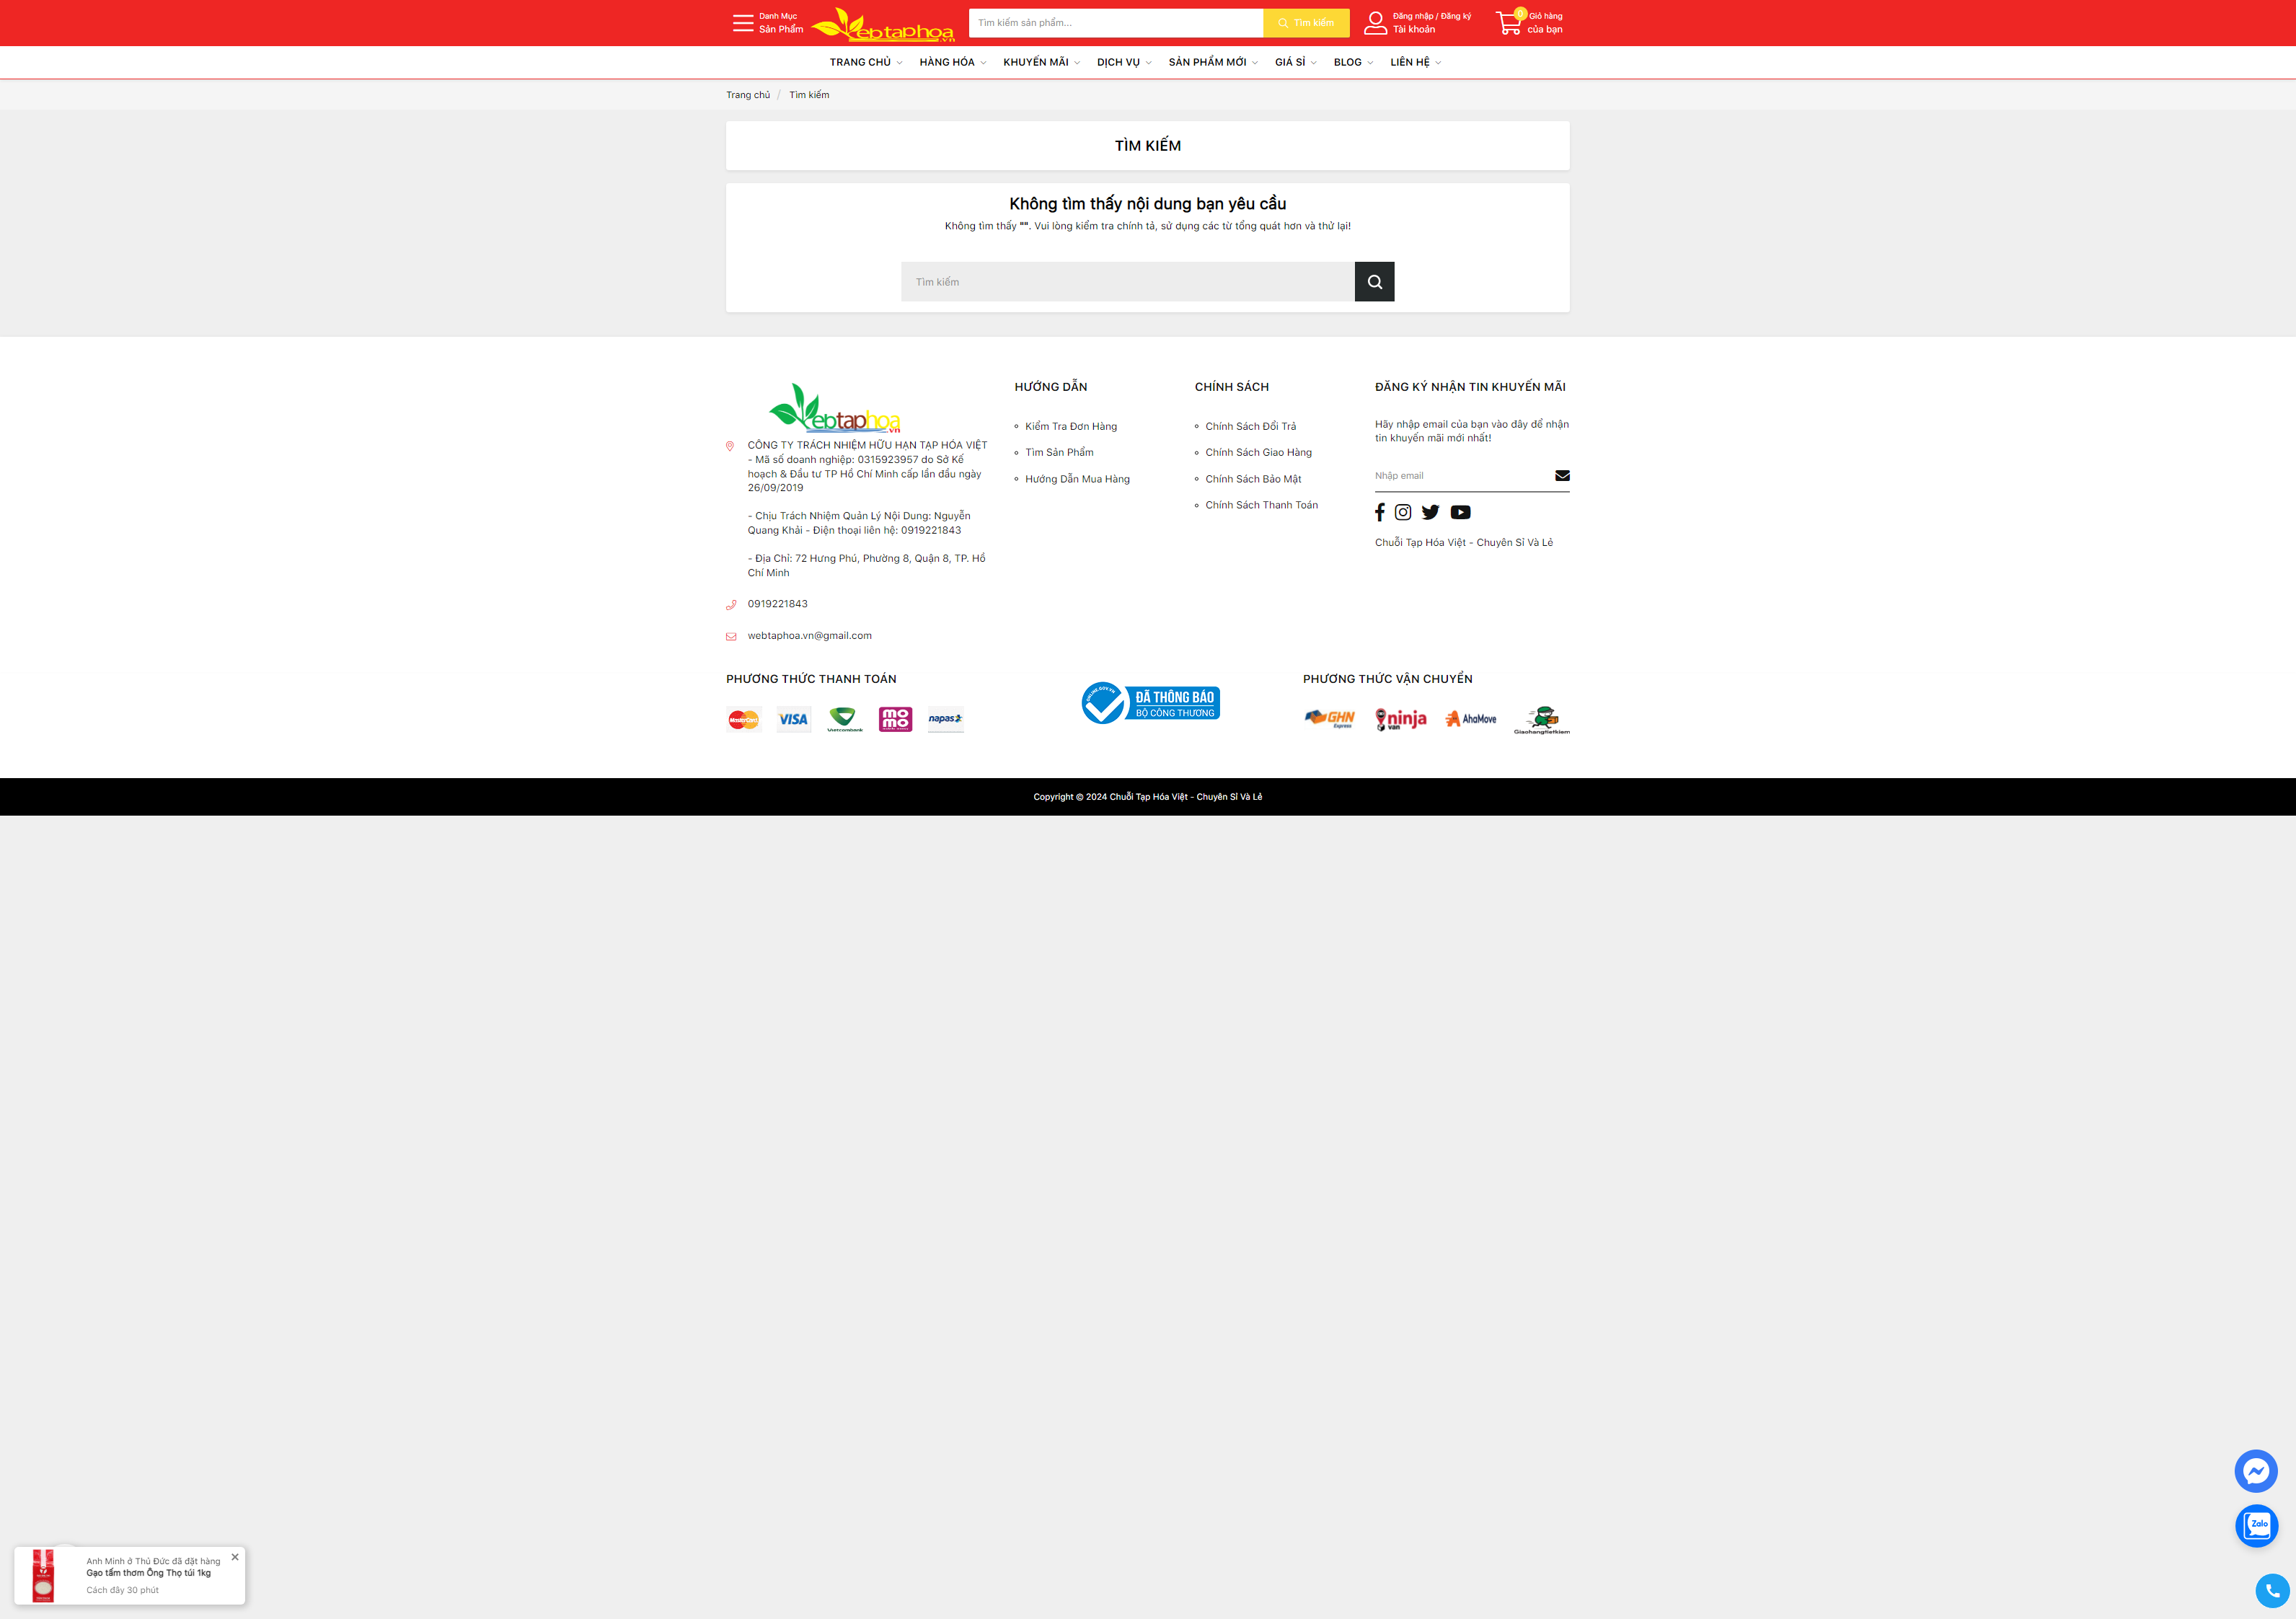 Danh Mục
Sản Phẩm
ebtaphoa
.vn
Tìm kiếm sản phẩm...
Tìm kiếm
Đăng nhập / Đăng ký
Tài khoản
0
Giỏ hàng
của bạn
TRANG CHỦ
HÀNG HÓA
KHUYẾN MÃI
DỊCH VỤ
SẢN PHẨM MỚI
GIÁ SỈ
BLOG
LIÊN HỆ
Trang chủ / Tìm kiếm
TÌM KIẾM
Không tìm thấy nội dung bạn yêu cầu
Không tìm thấy "". Vui lòng kiểm tra chính tả, sử dụng các từ tổng quát hơn và thử lại!
Tìm kiếm
ebtaphoa
.vn
CÔNG TY TRÁCH NHIỆM HỮU HẠN TẠP HÓA VIỆT
- Mã số doanh nghiệp: 0315923957 do Sở Kế
hoạch & Đầu tư TP Hồ Chí Minh cấp lần đầu ngày
26/09/2019
- Chịu Trách Nhiệm Quản Lý Nội Dung: Nguyễn
Quang Khải - Điện thoại liên hệ: 0919221843
- Địa Chỉ: 72 Hưng Phú, Phường 8, Quận 8, TP. Hồ
Chí Minh
0919221843
webtaphoa.vn@gmail.com
HƯỚNG DẪN
Kiểm Tra Đơn Hàng
Tìm Sản Phẩm
Hướng Dẫn Mua Hàng
CHÍNH SÁCH
Chính Sách Đổi Trả
Chính Sách Giao Hàng
Chính Sách Bảo Mật
Chính Sách Thanh Toán
ĐĂNG KÝ NHẬN TIN KHUYẾN MÃI
Hãy nhập email của bạn vào đây để nhận
tin khuyến mãi mới nhất!
Nhập email
Chuỗi Tạp Hóa Việt - Chuyên Sỉ Và Lẻ
PHƯƠNG THỨC THANH TOÁN
MasterCard
VISA
Vietcombank
MOMO
napas
ONLINE.GOV.VN
ĐÃ THÔNG BÁO
BỘ CÔNG THƯƠNG
PHƯƠNG THỨC VẬN CHUYỂN
GHN
Express
ninja
van
AhaMove
Giaohangtietkiem
Copyright © 2024 Chuỗi Tạp Hóa Việt - Chuyên Sỉ Và Lẻ
Anh Minh ở Thủ Đức đã đặt hàng
Gạo tấm thơm Ông Thọ túi 1kg
Cách đây 30 phút
Zalo